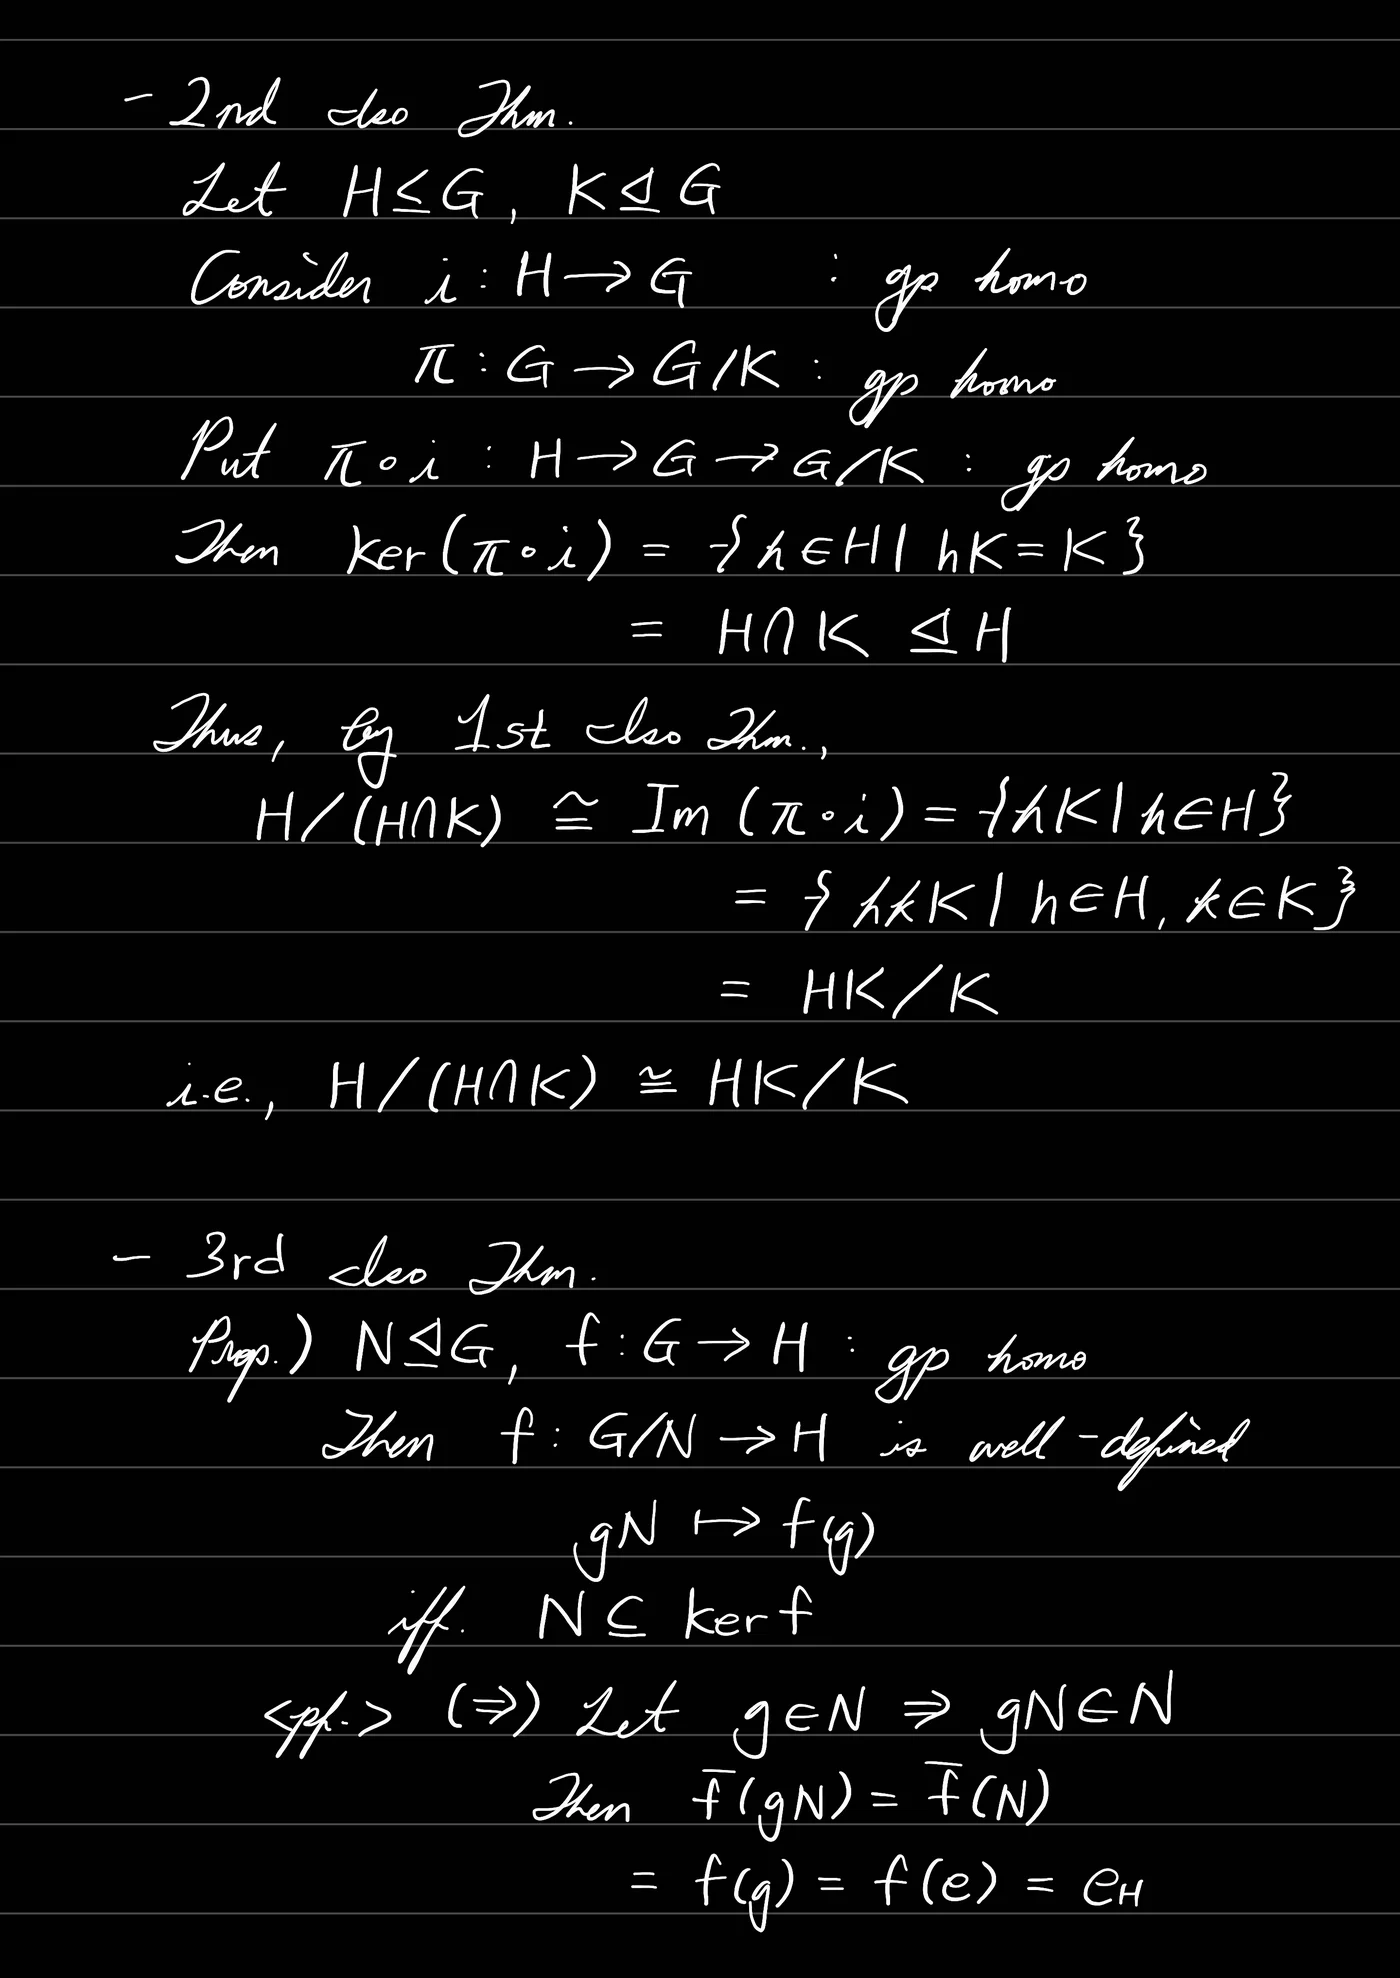 - 2nd iso Thm.
Let H≤G, K⊴G
Consider i : H→G : gp homo
π : G→G/K : gp homo
Put π∘i : H→G→G/K : gp homo
Then ker(π∘i) = {h∈H | hK=K}
= H∩K ⊴ H
Thus, by 1st iso Thm.,
H/(H∩K) ≅ Im(π∘i) = {hK | h∈H}
= {hkK | h∈H, k∈K}
= HK/K
i.e., H/(H∩K) ≅ HK/K
- 3rd iso Thm.
Prop.) N⊴G, f : G→H : gp homo
Then f : G/N→H is well-defined
gN ↦ f(g)
iff. N ⊆ ker f
<pf.> (⇒) Let g∈N ⇒ gN∈N
Then f̅(gN) = f̅(N)
= f(g) = f(e) = e_H